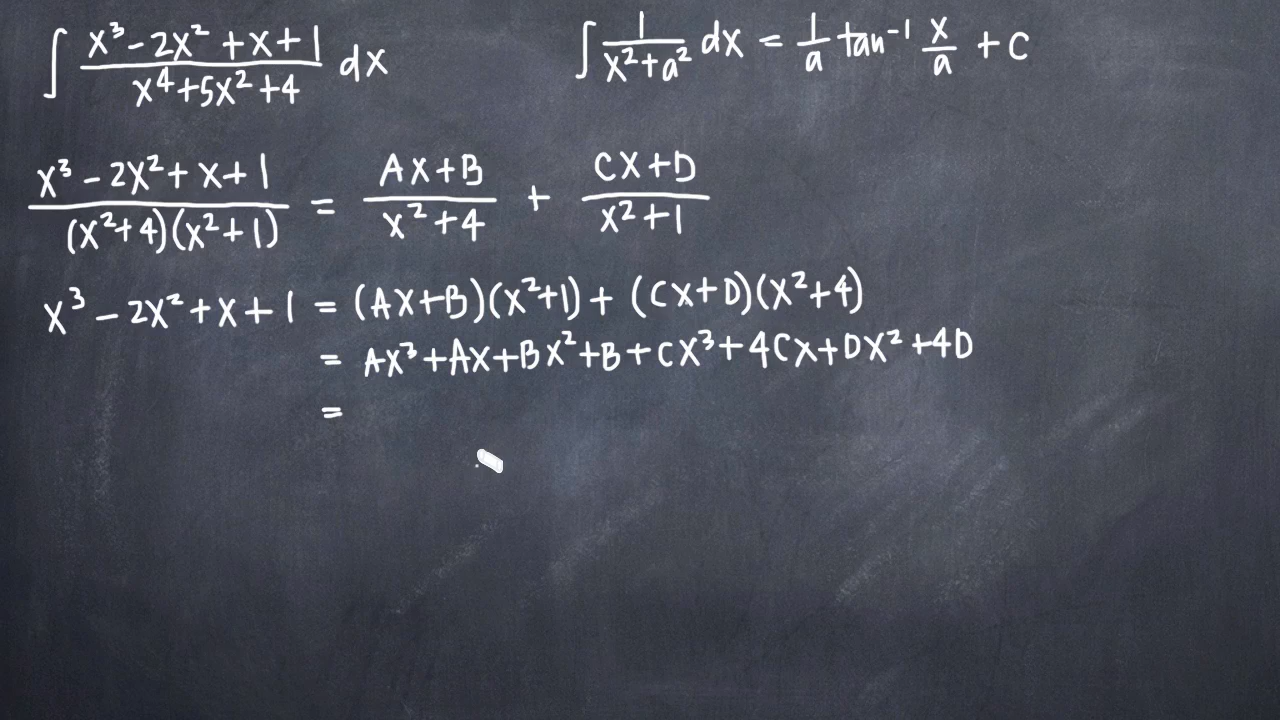 ∫ (x³ - 2x² + x + 1)/(x⁴ + 5x² + 4) dx    ∫ 1/(x² + a²) dx = 1/a tan⁻¹ x/a + C
(x³ - 2x² + x + 1)/((x² + 4)(x² + 1)) = (Ax + B)/(x² + 4) + (Cx + D)/(x² + 1)
x³ - 2x² + x + 1 = (Ax + B)(x² + 1) + (Cx + D)(x² + 4)
= Ax³ + Ax + Bx² + B + Cx³ + 4Cx + Dx² + 4D
=